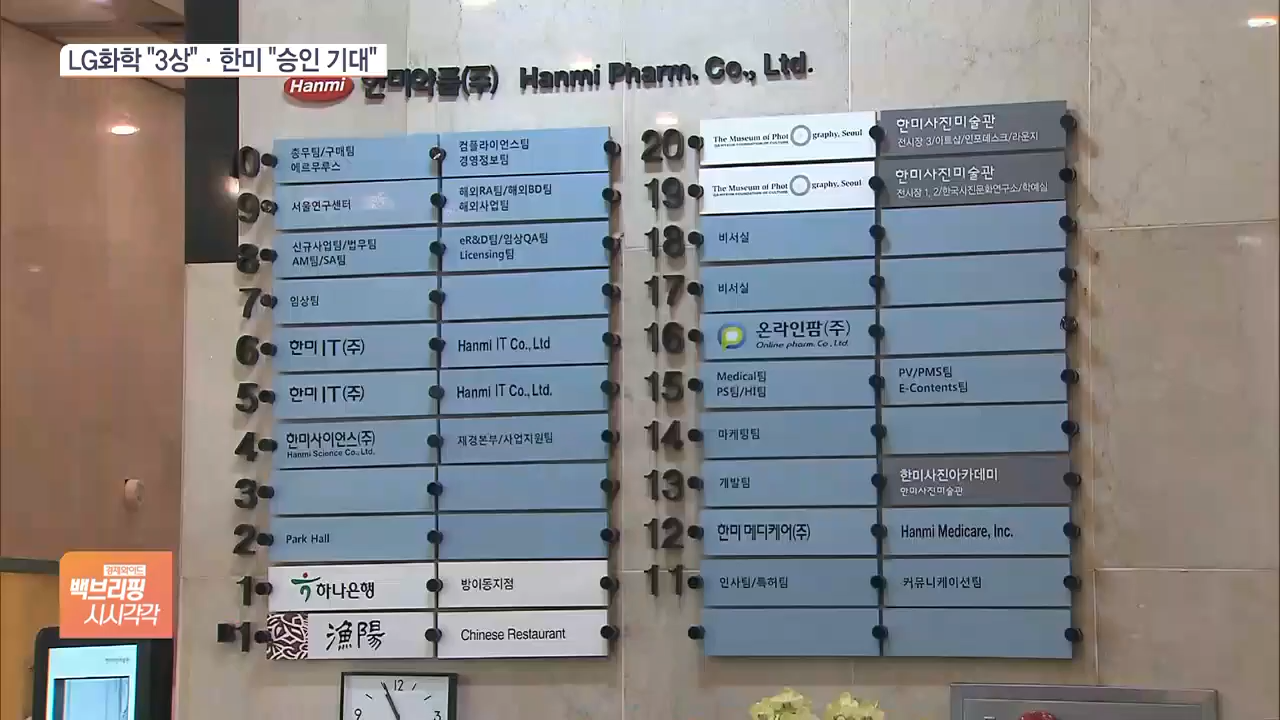 LG화학 "3상"·한미 "승인 기대"
Hanmi 한미약품(주) Hanmi Pharm. Co., Ltd.
0 총무팀/구매팀
에르무루스
컴플라이언스팀
경영정보팀
9 서울연구센터
해외RA팀/해외BD팀
해외사업팀
8 신규사업팀/법무팀
AM팀/SA팀
eR&D팀/임상QA팀
Licensing팀
7 임상팀
6 한미 IT(주) Hanmi IT Co., Ltd
5 한미 IT(주) Hanmi IT Co., Ltd.
4 한미사이언스(주)
Hanmi Science Co., Ltd.
재경본부/사업지원팀
3
2 Park Hall
1 하나은행 방이동지점
1 漁陽 Chinese Restaurant
20 The Museum of Photography, Seoul
한미사진미술관
전시장 3/아트샵/인포데스크/라운지
19 The Museum of Photography, Seoul
한미사진미술관
전시장 1, 2/한국사진문화연구소/학예실
18 비서실
17 비서실
16 온라인팜(주)
Online pharm. Co., Ltd.
15 Medical팀
PS팀/HI팀
PV/PMS팀
E-Contents팀
14 마케팅팀
13 개발팀
한미사진아카데미
한미사진미술관
12 한미 메디케어(주) Hanmi Medicare, Inc.
11 인사팀/특허팀 커뮤니케이션팀
경제와이드
백브리핑
시시각각
12
9 3